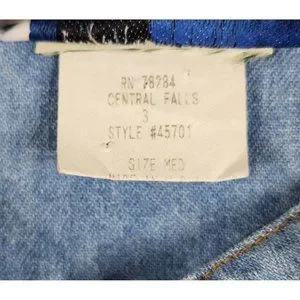 RN 78284
CENTRAL FALLS
3
STYLE #45701
SIZE MED